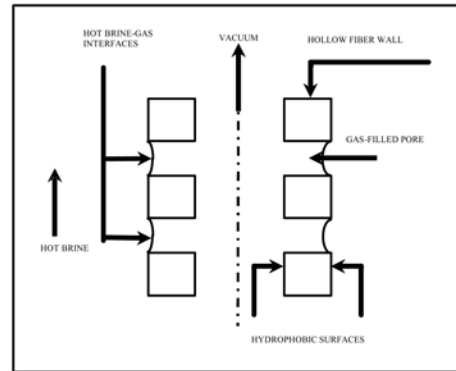 HOT BRINE-GAS
INTERFACES
VACUUM
HOLLOW FIBER WALL
GAS-FILLED PORE
HOT BRINE
HYDROPHOBIC SURFACES